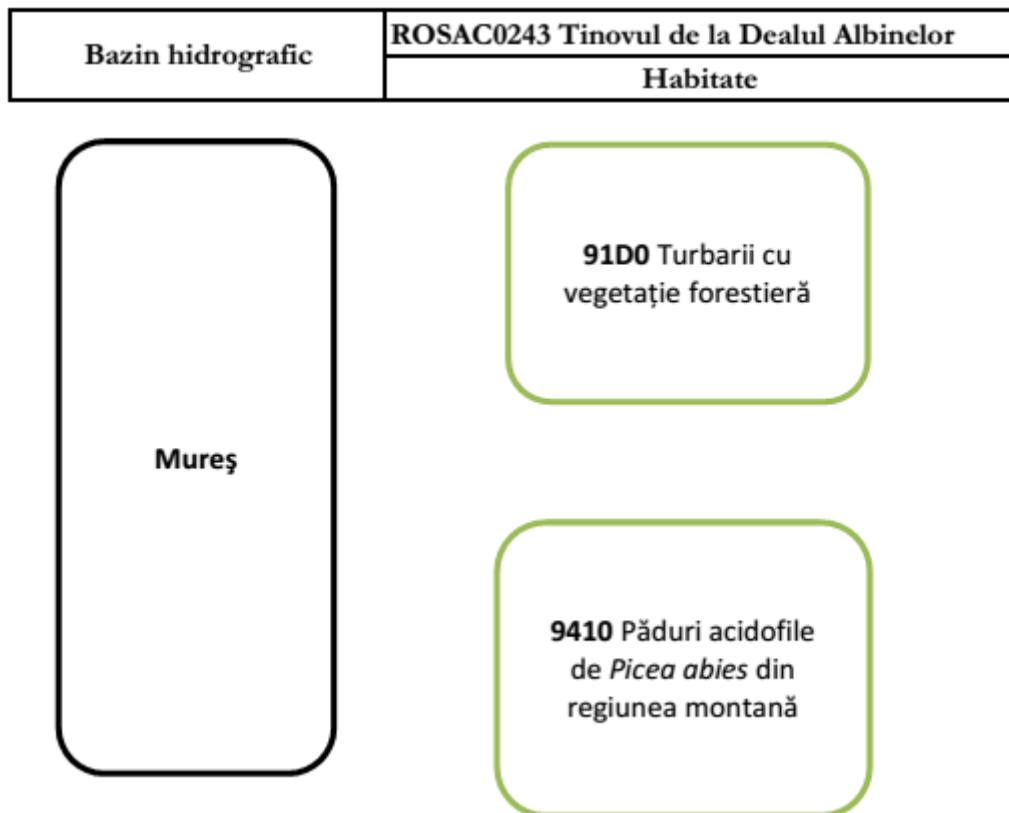 Bazin hidrografic
ROSAC0243 Tinovul de la Dealul Albinelor
Habitate
Mureş
91D0 Turbarii cu
vegetație forestieră
9410 Păduri acidofile
de Picea abies din
regiunea montană